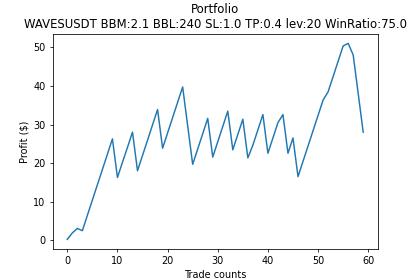 Portfolio
WAVESUSDT BBM:2.1 BBL:240 SL:1.0 TP:0.4 lev:20 WinRatio:75.0
50
40
30
20
10
0
Profit ($)
0 10 20 30 40 50 60
Trade counts